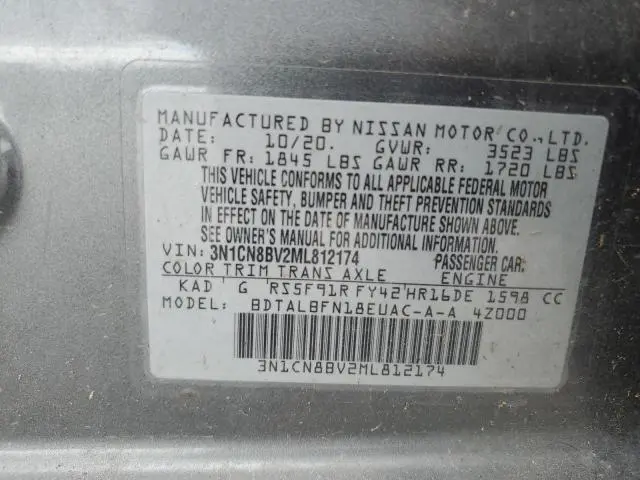 MANUFACTURED BY NISSAN MOTOR CO., LTD.
DATE: 10/20. GVWR: 3523 LBS
GAWR FR: 1845 LBS GAWR RR: 1720 LBS
THIS VEHICLE CONFORMS TO ALL APPLICABLE FEDERAL MOTOR
VEHICLE SAFETY, BUMPER AND THEFT PREVENTION STANDARDS
IN EFFECT ON THE DATE OF MANUFACTURE SHOWN ABOVE.
SEE OWNER'S MANUAL FOR ADDITIONAL INFORMATION.
VIN: 3N1CN8BV2ML812174 PASSENGER CAR.
COLOR TRIM TRANS AXLE ENGINE
KAD G RS5F91R FY42 HR16DE 1598 CC
MODEL: BDTALBFN18EUAC-A-A 4Z000
3N1CN8BV2ML812174